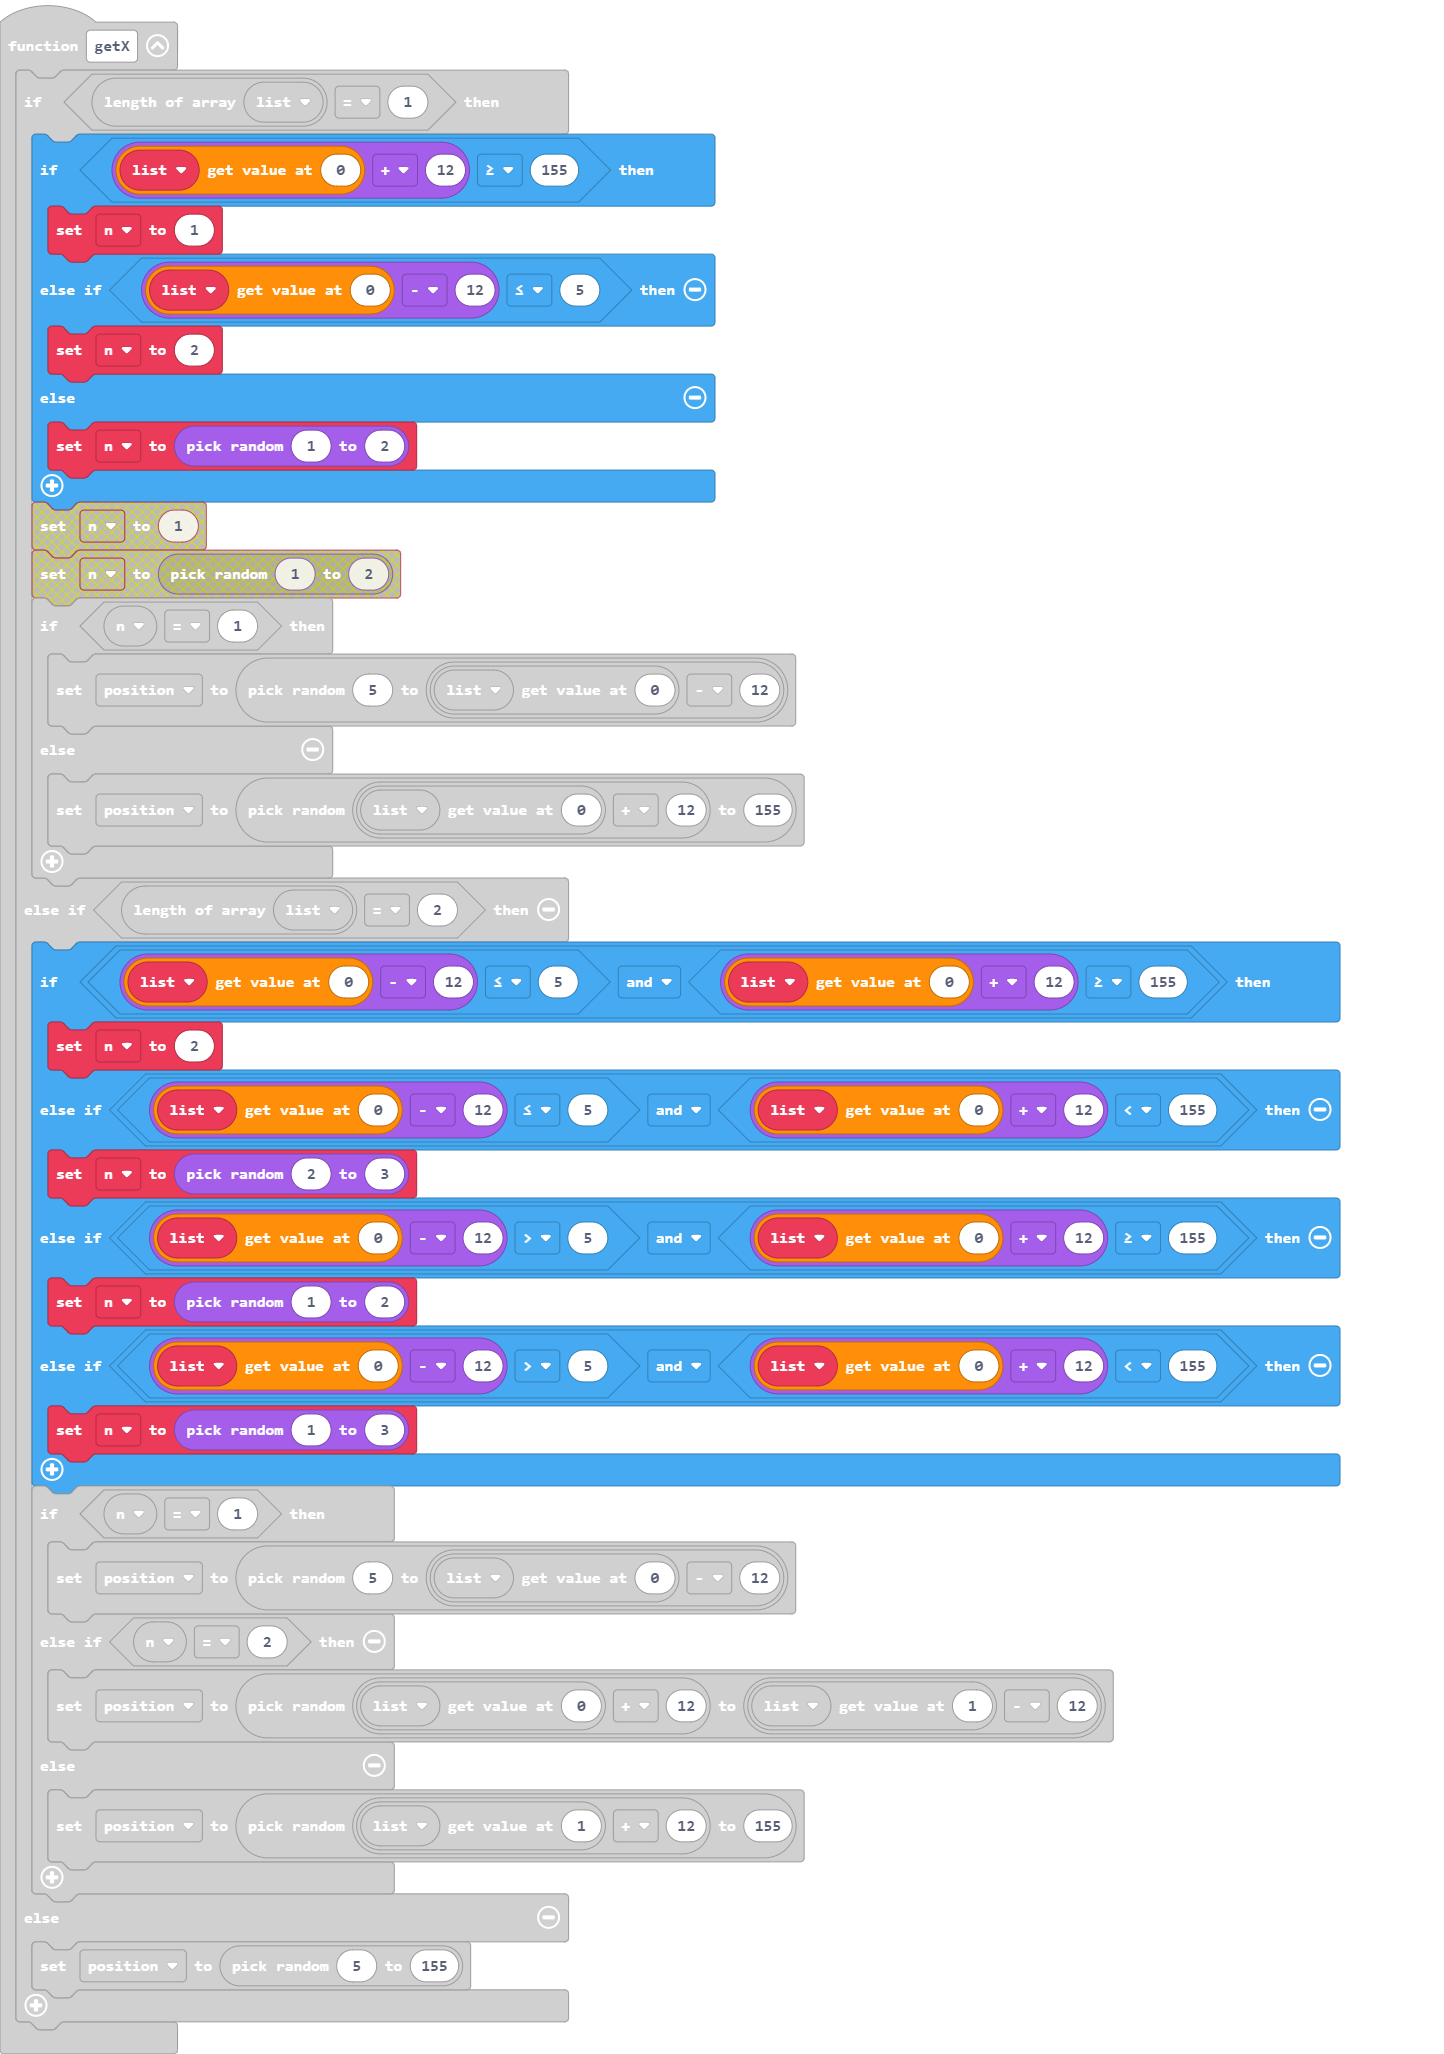 function getX
if length of array list = 1 then
if list get value at 0 + 12 ≥ 155 then
set n to 1
else if list get value at 0 - 12 ≤ 5 then
set n to 2
else
set n to pick random 1 to 2
set n to 1
set n to pick random 1 to 2
if n = 1 then
set position to pick random 5 to list get value at 0 - 12
else
set position to pick random list get value at 0 + 12 to 155
else if length of array list = 2 then
if list get value at 0 - 12 ≤ 5 and list get value at 0 + 12 ≥ 155 then
set n to 2
else if list get value at 0 - 12 ≤ 5 and list get value at 0 + 12 < 155 then
set n to pick random 2 to 3
else if list get value at 0 - 12 > 5 and list get value at 0 + 12 ≥ 155 then
set n to pick random 1 to 2
else if list get value at 0 - 12 > 5 and list get value at 0 + 12 < 155 then
set n to pick random 1 to 3
if n = 1 then
set position to pick random 5 to list get value at 0 - 12
else if n = 2 then
set position to pick random list get value at 0 + 12 to list get value at 1 - 12
else
set position to pick random list get value at 1 + 12 to 155
else
set position to pick random 5 to 155